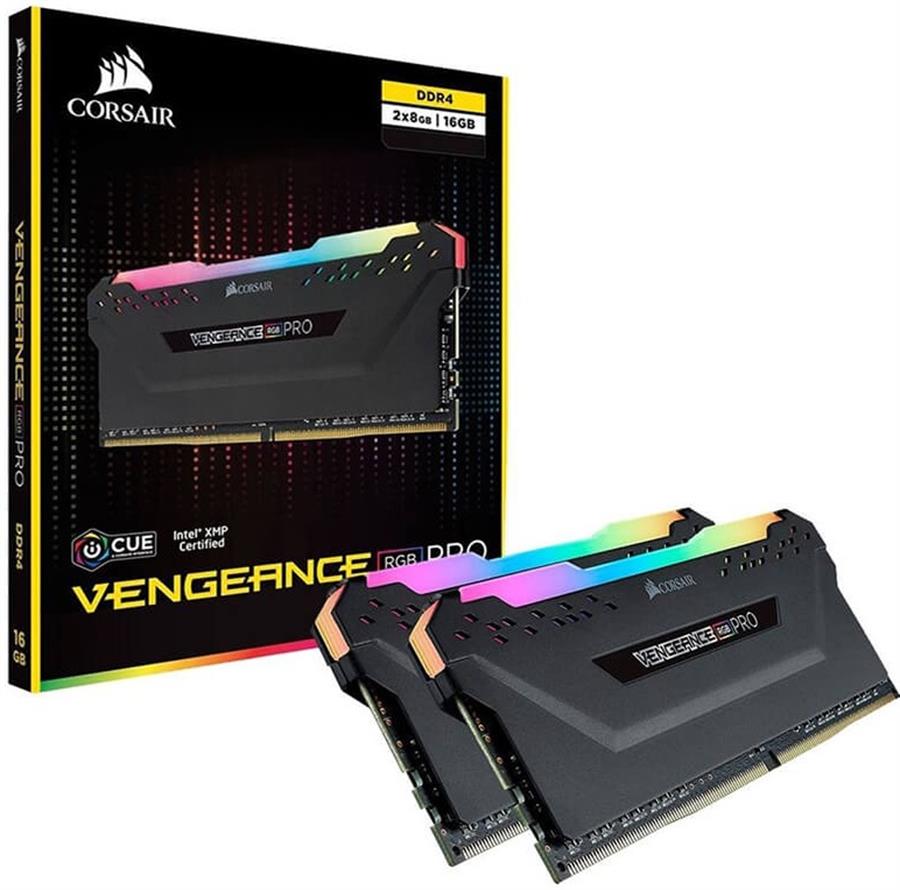 CORSAIR
VENGEANCE RGB PRO
DDR4
16
GB
CORSAIR
DDR4
2x8GB | 16GB
CORSAIR
VENGEANCE RGB PRO
iCUE
Intel® XMP
Certified
VENGEANCE RGB PRO
CORSAIR
VENGEANCE RGB PRO